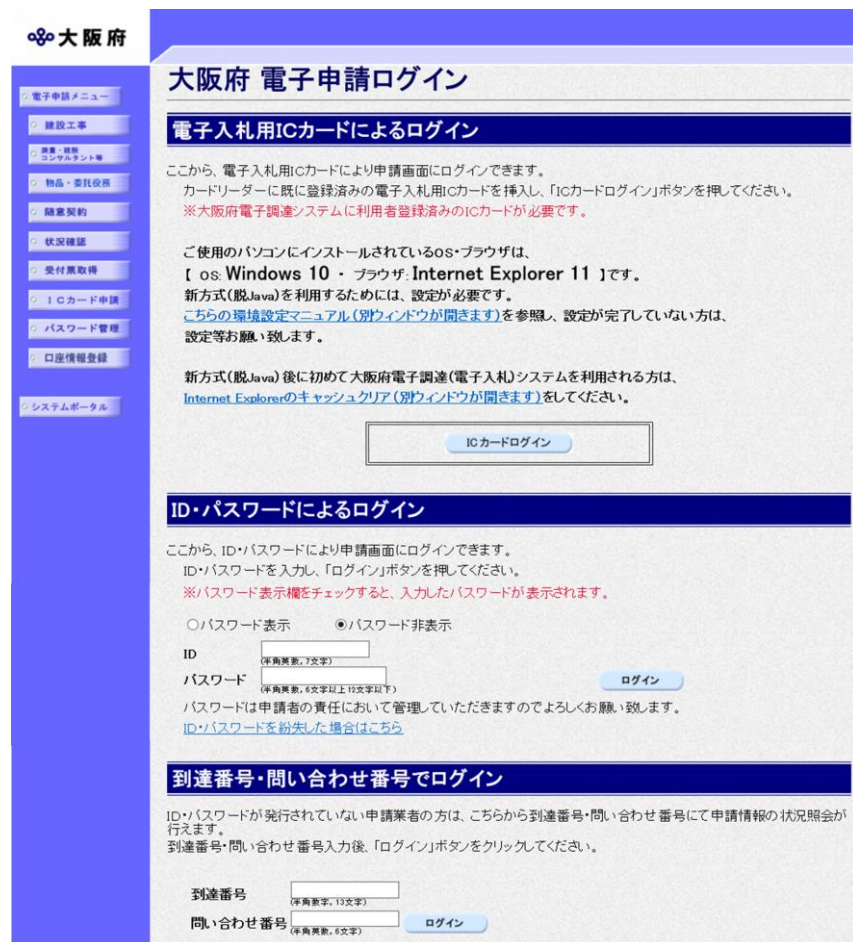 大阪府
電子申請メニュー
建設工事
測量・建設
コンサルタント等
物品・委託役務
随意契約
状況確認
受付票取得
ICカード申請
パスワード管理
口座情報登録
システムポータル
大阪府 電子申請ログイン
電子入札用ICカードによるログイン
ここから、電子入札用ICカードにより申請画面にログインできます。
カードリーダーに既に登録済みの電子入札用ICカードを挿入し、「ICカードログイン」ボタンを押してください。
※大阪府電子調達システムに利用者登録済みのICカードが必要です。
ご使用のパソコンにインストールされているOS・ブラウザは、
【 OS: Windows 10 ・ ブラウザ: Internet Explorer 11 】です。
新方式(脱Java)を利用するためには、設定が必要です。
こちらの環境設定マニュアル(別ウィンドウが開きます)を参照し、設定が完了していない方は、
設定等お願い致します。
新方式(脱Java)後に初めて大阪府電子調達(電子入札)システムを利用される方は、
Internet Explorerのキャッシュクリア(別ウィンドウが開きます)をしてください。
ICカードログイン
ID・パスワードによるログイン
ここから、ID・パスワードにより申請画面にログインできます。
ID・パスワードを入力し、「ログイン」ボタンを押してください。
※パスワード表示欄をチェックすると、入力したパスワードが表示されます。
パスワード表示 パスワード非表示
ID
(半角英数,7文字)
パスワード ログイン
(半角英数,6文字以上12文字以下)
パスワードは申請者の責任において管理していただきますのでよろしくお願い致します。
ID・パスワードを紛失した場合はこちら
到達番号・問い合わせ番号でログイン
ID・パスワードが発行されていない申請業者の方は、こちらから到達番号・問い合わせ番号にて申請情報の状況照会が
行えます。
到達番号・問い合わせ番号入力後、「ログイン」ボタンをクリックしてください。
到達番号
(半角数字,13文字)
問い合わせ番号 ログイン
(半角英数,6文字)